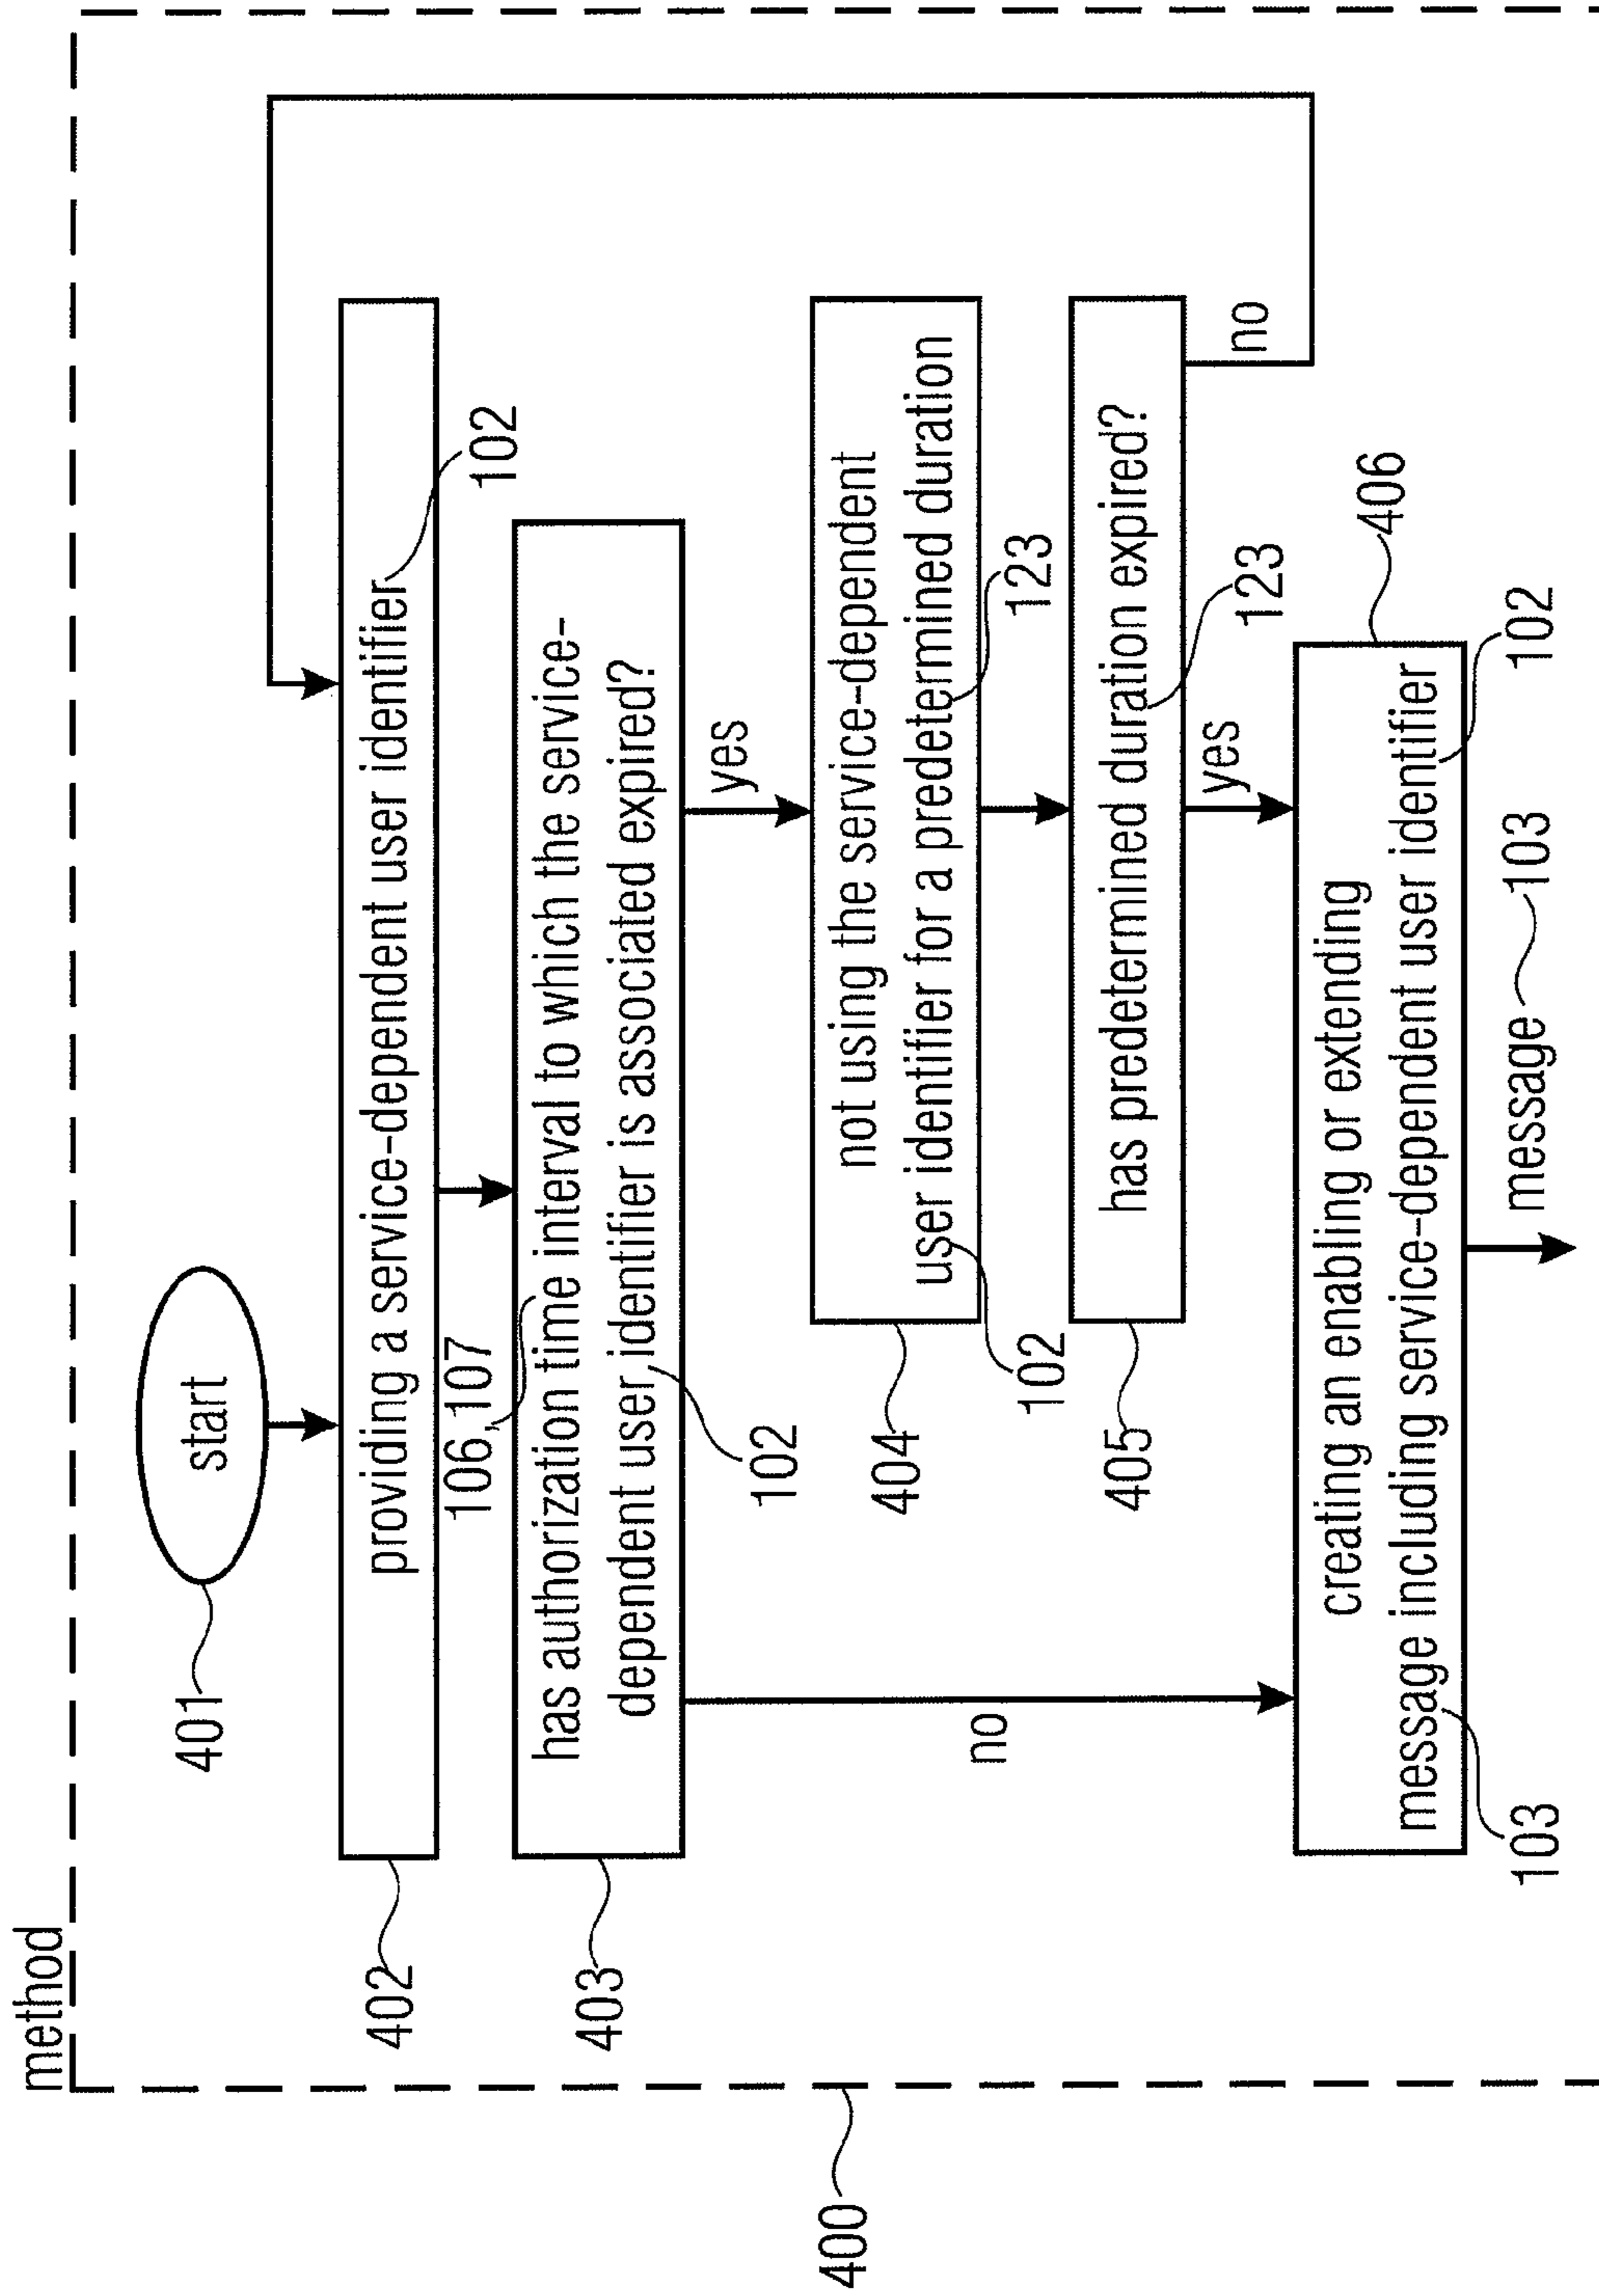 method
400
401
start
402
providing a service-dependent user identifier
102
106, 107
403
has authorization time interval to which the service-
dependent user identifier is associated expired?
102
yes
no
404
not using the service-dependent
user identifier for a predetermined duration
102
123
405
has predetermined duration expired?
123
no
yes
406
creating an enabling or extending
message including service-dependent user identifier
103
102
message 103